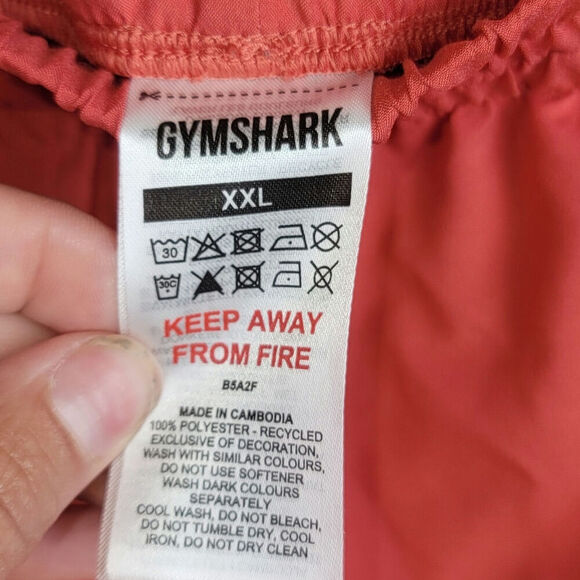 GYMSHARK
XXL
30
30C
KEEP AWAY
FROM FIRE
B5A2F
MADE IN CAMBODIA
100% POLYESTER - RECYCLED
EXCLUSIVE OF DECORATION,
WASH WITH SIMILAR COLOURS,
DO NOT USE SOFTENER
WASH DARK COLOURS
SEPARATELY
COOL WASH, DO NOT BLEACH,
DO NOT TUMBLE DRY, COOL
IRON, DO NOT DRY CLEAN